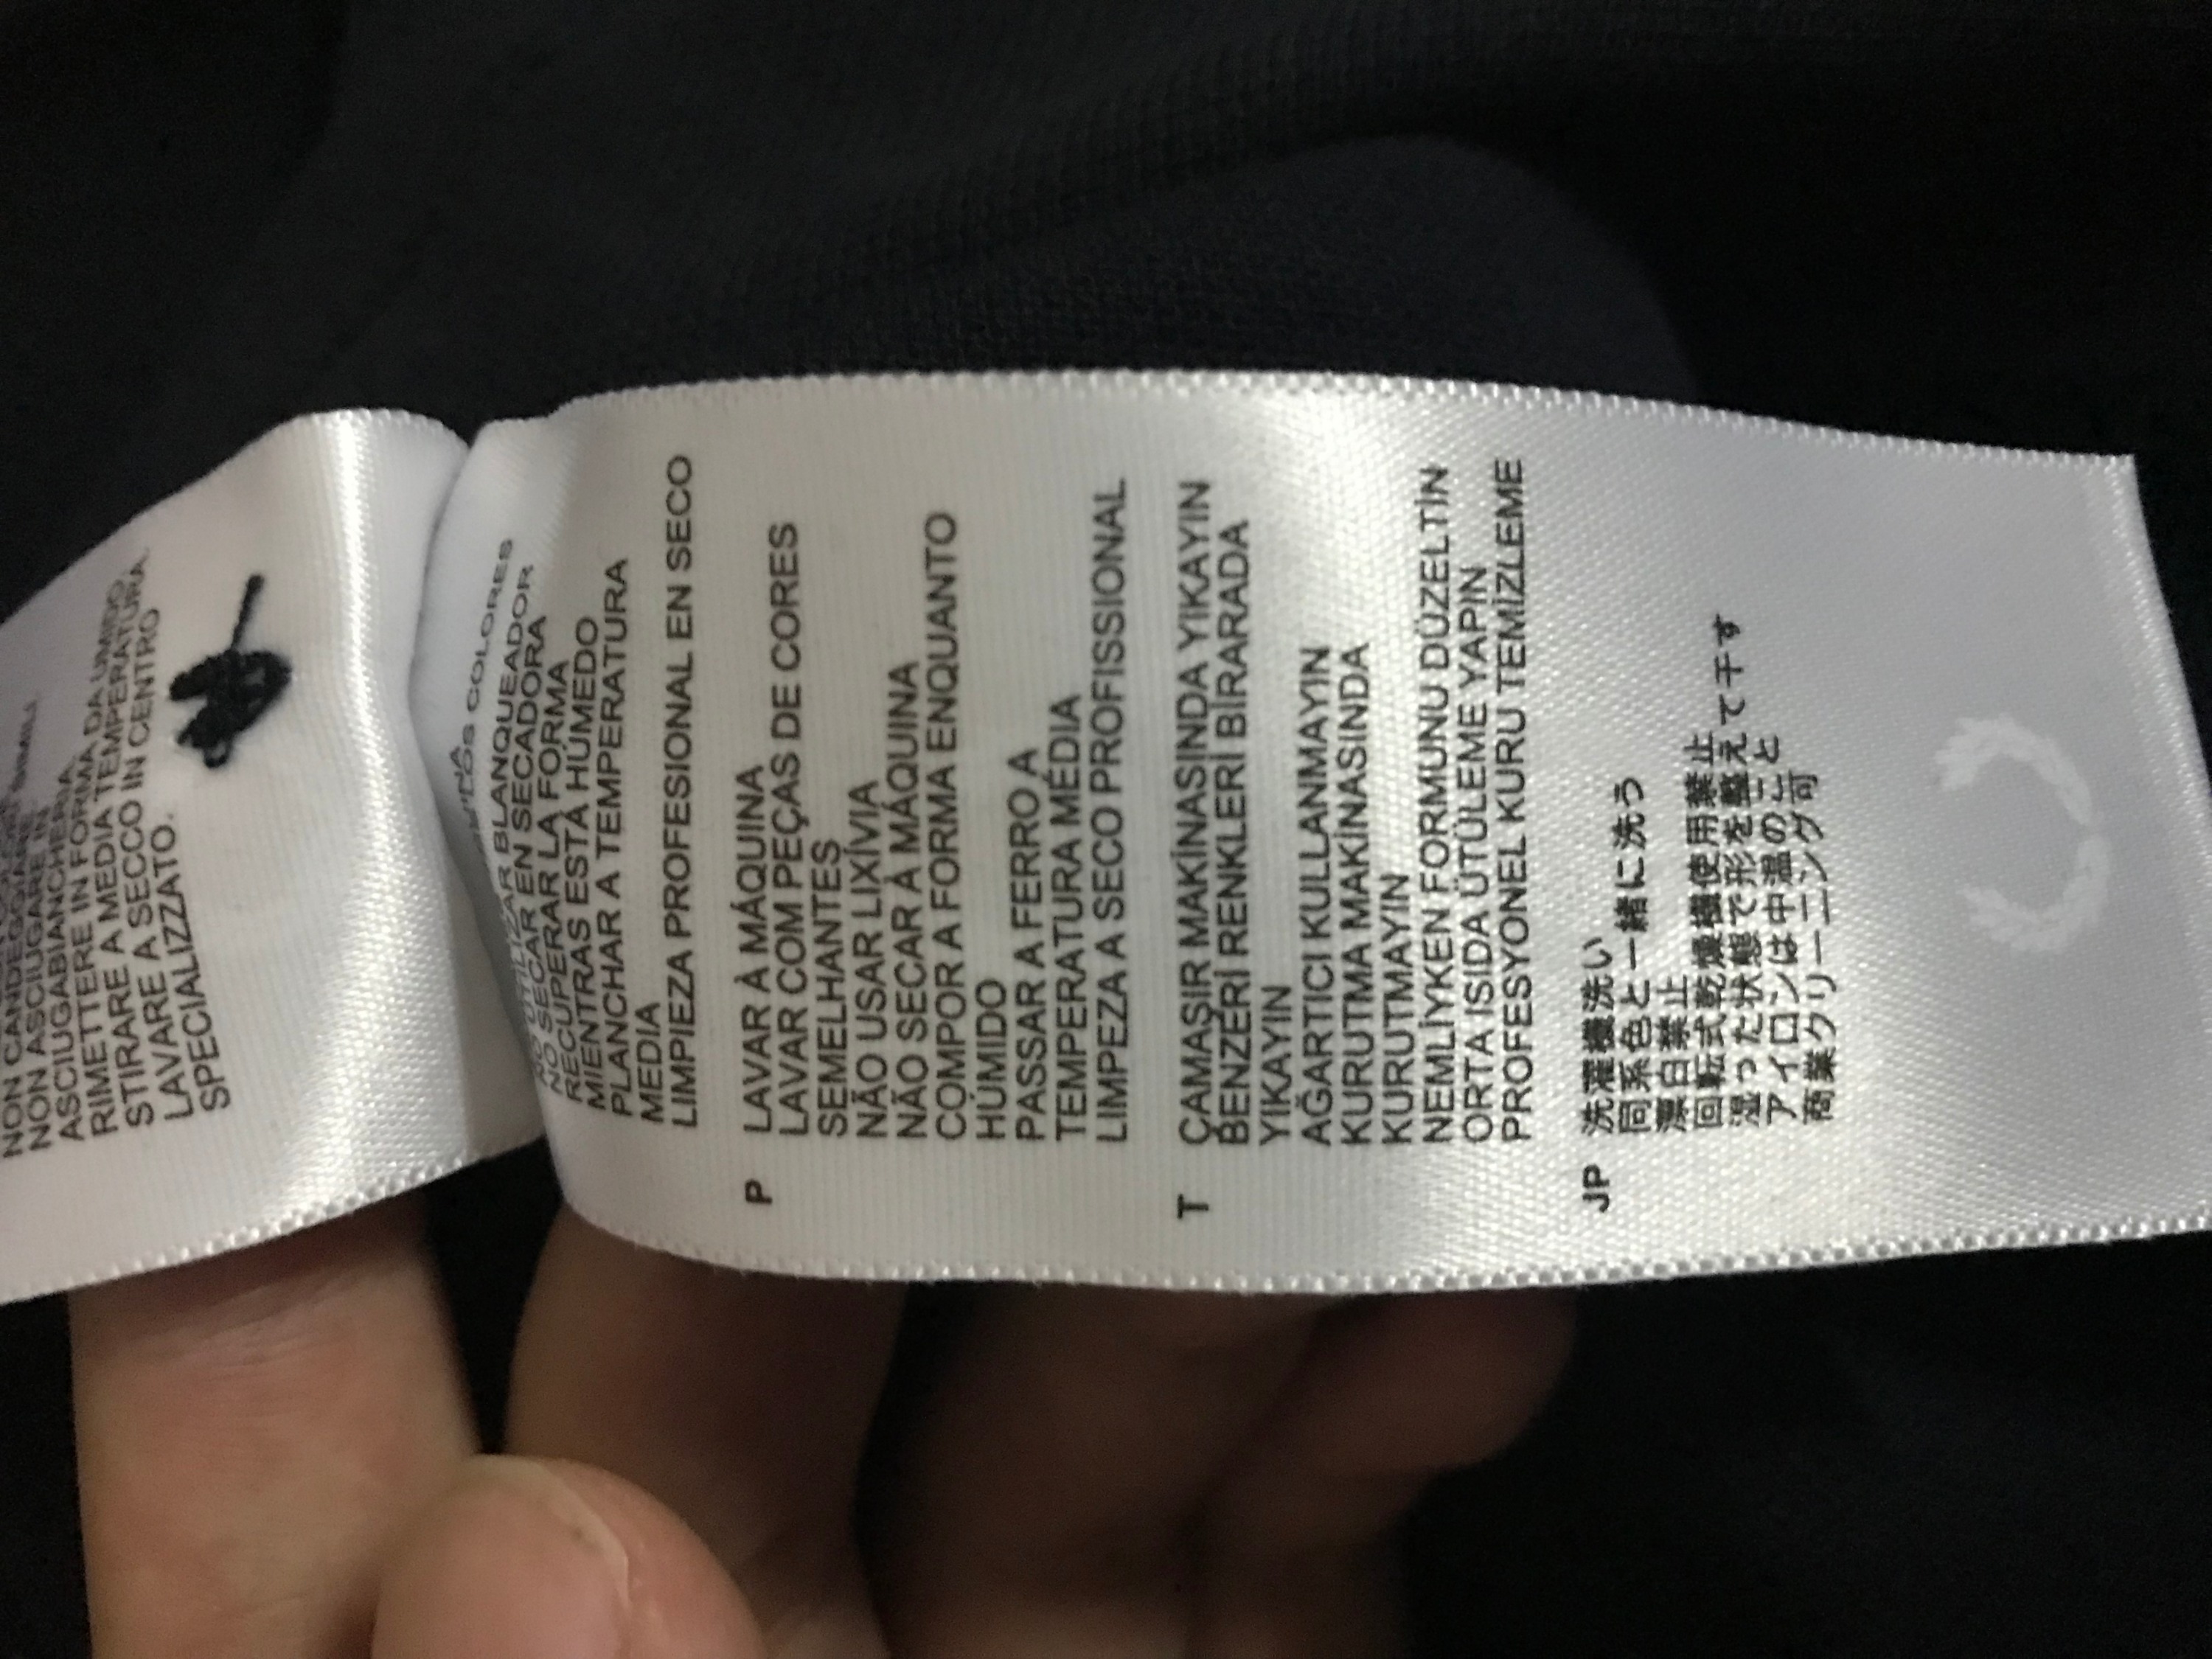 NON CANDEGGIARE
NON ASCIUGARE IN
ASCIUGABIANCHERIA
RIMETTERE IN FORMA DA UMIDO
STIRARE A MEDIA TEMPERATURA
LAVARE A SECCO IN CENTRO
SPECIALIZZATO.
COLORES
NO UTILIZAR BLANQUEADOR
NO SECAR EN SECADORA
RECUPERAR LA FORMA
MIENTRAS ESTÁ HÚMEDO
PLANCHAR A TEMPERATURA
MEDIA
LIMPIEZA PROFESIONAL EN SECO
P LAVAR À MÁQUINA
LAVAR COM PEÇAS DE CORES
SEMELHANTES
NÃO USAR LIXÍVIA
NÃO SECAR À MÁQUINA
COMPOR A FORMA ENQUANTO
HÚMIDO
PASSAR A FERRO A
TEMPERATURA MÉDIA
LIMPEZA A SECO PROFISSIONAL
T ÇAMAŞIR MAKİNASINDA YIKAYIN
BENZERİ RENKLERİ BİRARADA
YIKAYIN
AĞARTICI KULLANMAYIN
KURUTMA MAKİNASINDA
KURUTMAYIN
NEMLİYKEN FORMUNU DÜZELTİN
ORTA ISIDA ÜTÜLEME YAPIN
PROFESYONEL KURU TEMİZLEME
JP 洗濯機洗い
同系色と一緒に洗う
漂白禁止
回転式乾燥機使用禁止
湿った状態で形を整えて干す
アイロンは中温のこと
商業クリーニング可